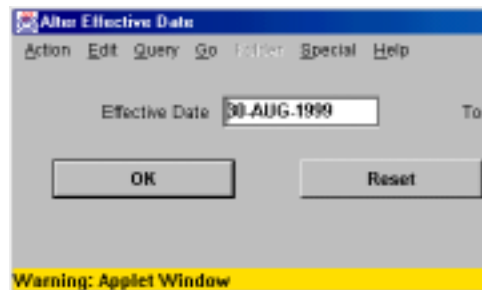 Alter Effective Date
Action Edit Query Go Folder Special Help
Effective Date 30-AUG-1999 To
OK Reset
Warning: Applet Window